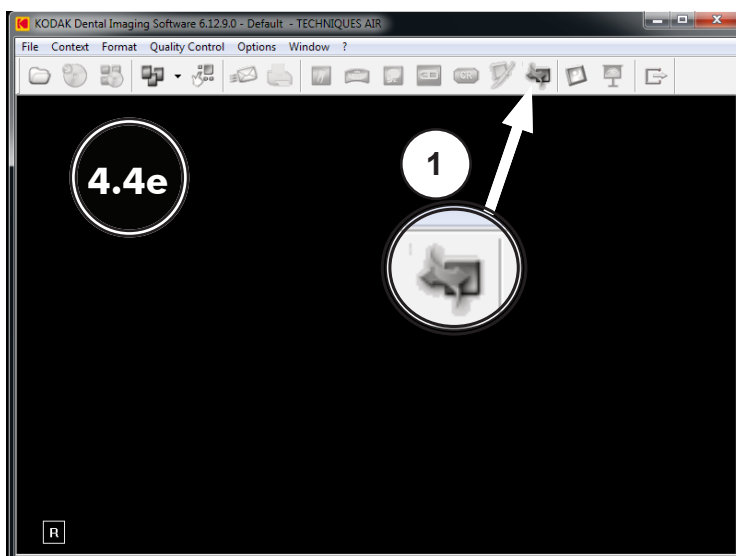 KODAK Dental Imaging Software 6.12.9.0 - Default - TECHNIQUES AIR
File Context Format Quality Control Options Window ?
CR
4.4e
1
R